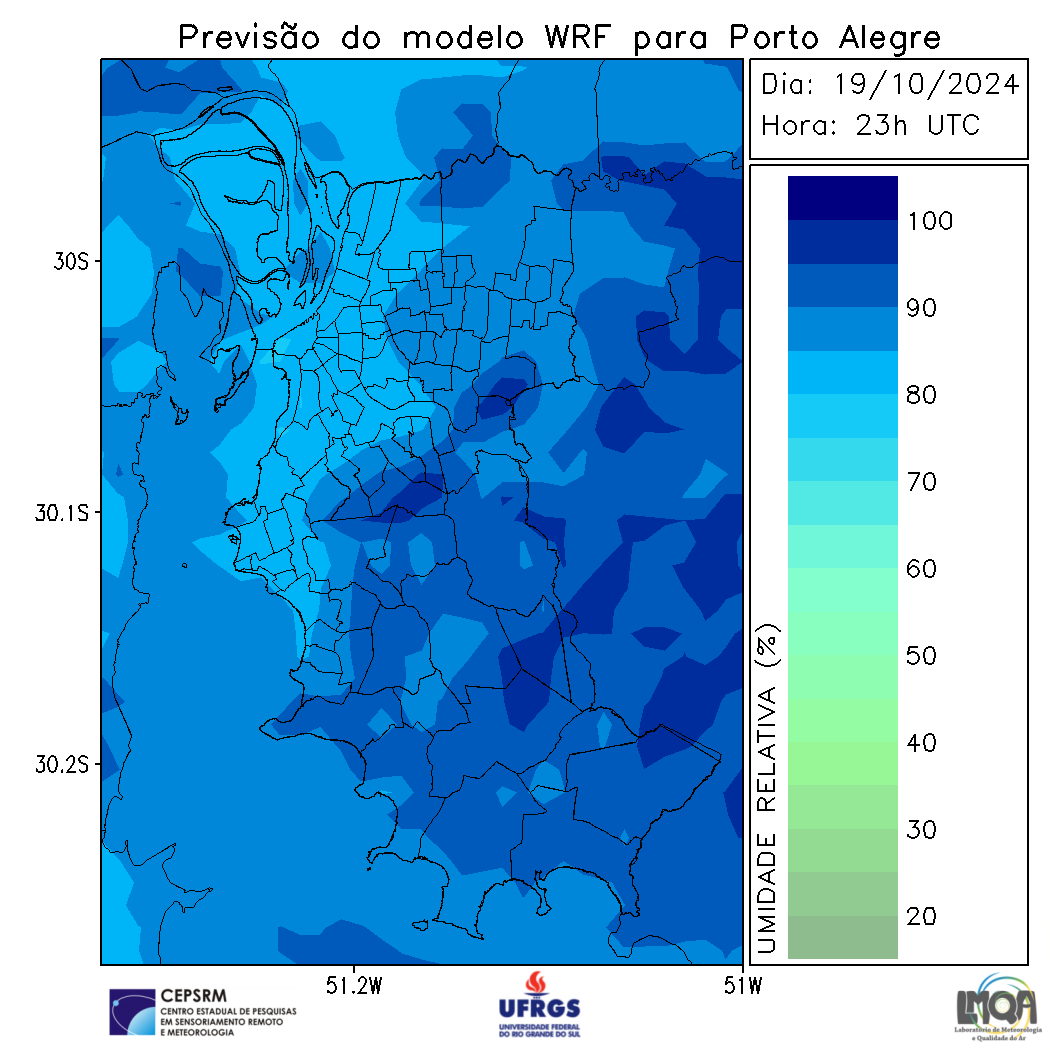 Previsão do modelo WRF para Porto Alegre
Dia: 19/10/2024
Hora: 23h UTC
30S
30.1S
30.2S
51.2W
51W
UMIDADE RELATIVA (%)
100
90
80
70
60
50
40
30
20
CEPSRM
CENTRO ESTADUAL DE PESQUISAS
EM SENSORIAMENTO REMOTO
E METEOROLOGIA
UFRGS
UNIVERSIDADE FEDERAL
DO RIO GRANDE DO SUL
LMQA
Laboratório de Meteorologia
e Qualidade do Ar